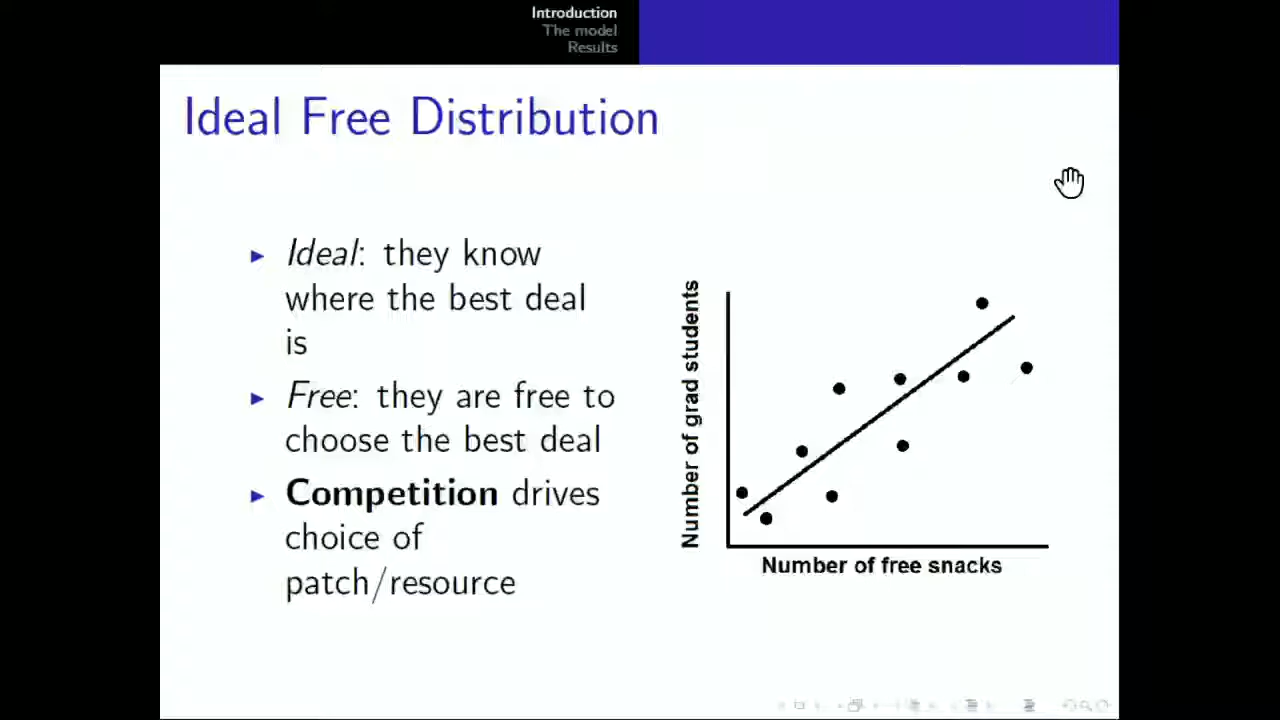 Introduction
The model
Results
Ideal Free Distribution
Ideal: they know
where the best deal
is
Free: they are free to
choose the best deal
Competition drives
choice of
patch/resource
Number of grad students
Number of free snacks